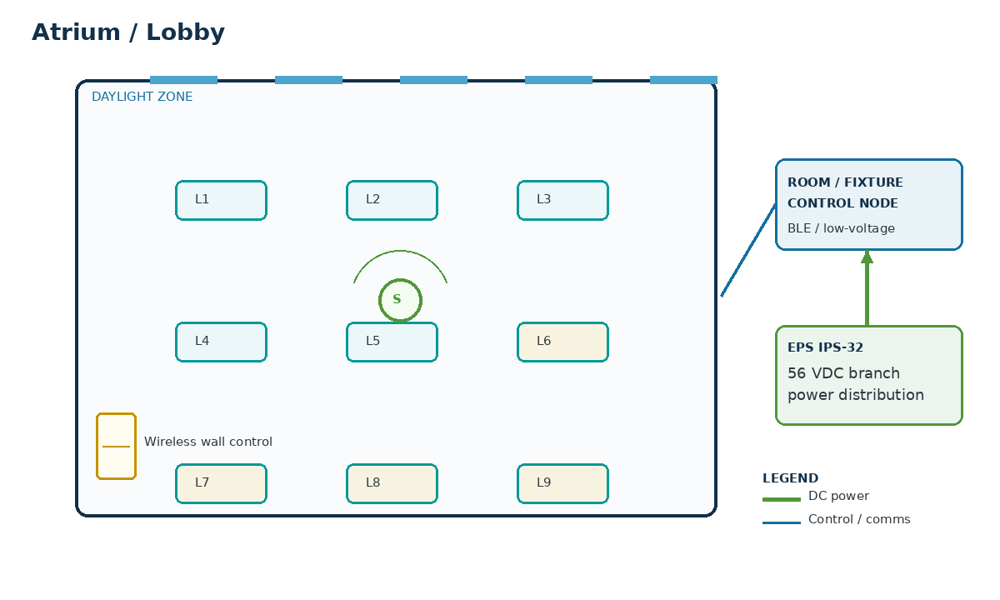 Atrium / Lobby
DAYLIGHT ZONE
L1
L2
L3
S
L4
L5
L6
Wireless wall control
L7
L8
L9
ROOM / FIXTURE
CONTROL NODE
BLE / low-voltage
EPS IPS-32
56 VDC branch
power distribution
LEGEND
DC power
Control / comms